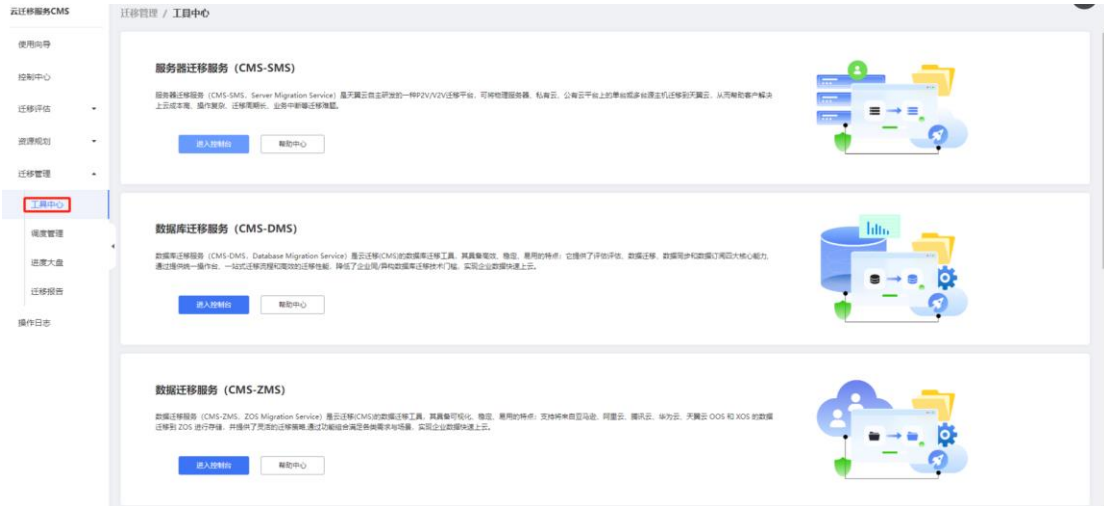 云迁移服务CMS
迁移管理 / 工具中心
使用向导
控制中心
迁移评估
资源规划
迁移管理
工具中心
调度管理
进度大盘
迁移报告
操作日志
服务器迁移服务（CMS-SMS）
服务器迁移服务（CMS-SMS，Server Migration Service）是天翼云自主研发的一种P2V/V2V迁移平台，可将物理服务器、私有云、公有云平台上的单台或多台源主机迁移到天翼云，从而帮助客户解决
上云成本高、操作复杂、迁移周期长、业务中断等迁移难题。
进入控制台 帮助中心
数据库迁移服务（CMS-DMS）
数据库迁移服务（CMS-DMS，Database Migration Service）是云迁移(CMS)的数据库迁移工具，其具备高效、稳定、易用的特点；它提供了评估评估、数据迁移、数据同步和数据订阅四大核心能力，
通过提供统一操作台、一站式迁移流程和高效的迁移性能，降低了企业同/异构数据库迁移技术门槛，实现企业数据快速上云。
进入控制台 帮助中心
数据迁移服务（CMS-ZMS）
数据迁移服务（CMS-ZMS，ZOS Migration Service）是云迁移(CMS)的数据迁移工具，其具备可视化、稳定、易用的特点；支持将来自亚马逊、阿里云、腾讯云、华为云、天翼云 OOS 和 XOS 的数据
迁移到 ZOS 进行存储，并提供了灵活的迁移策略,通过功能组合满足各类需求与场景，实现企业数据快速上云。
进入控制台 帮助中心